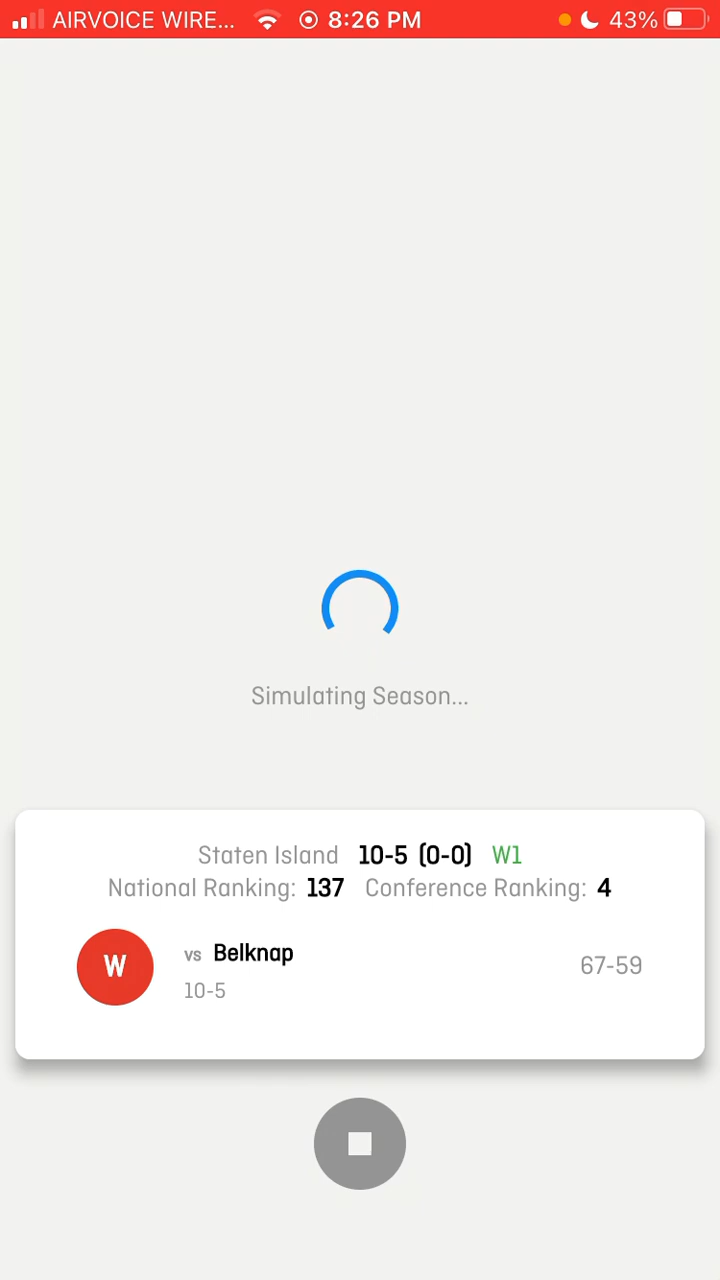 AIRVOICE WIRE... 8:26 PM 43%
Simulating Season...
Staten Island 10-5 (0-0) W1
National Ranking: 137 Conference Ranking: 4
W vs Belknap 67-59
10-5